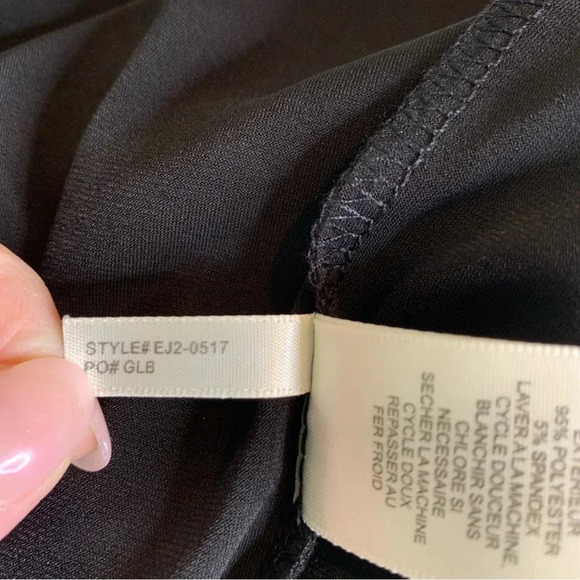 STYLE# EJ2-0517
PO# GLB
95% POLYESTER
5% SPANDEX
LAVER A LA MACHINE,
CYCLE DOUCEUR
BLANCHIR SANS
CHLORE SI
NECESSAIRE
SECHER LA MACHINE
CYCLE DOUX
REPASSER AU
FER FROID